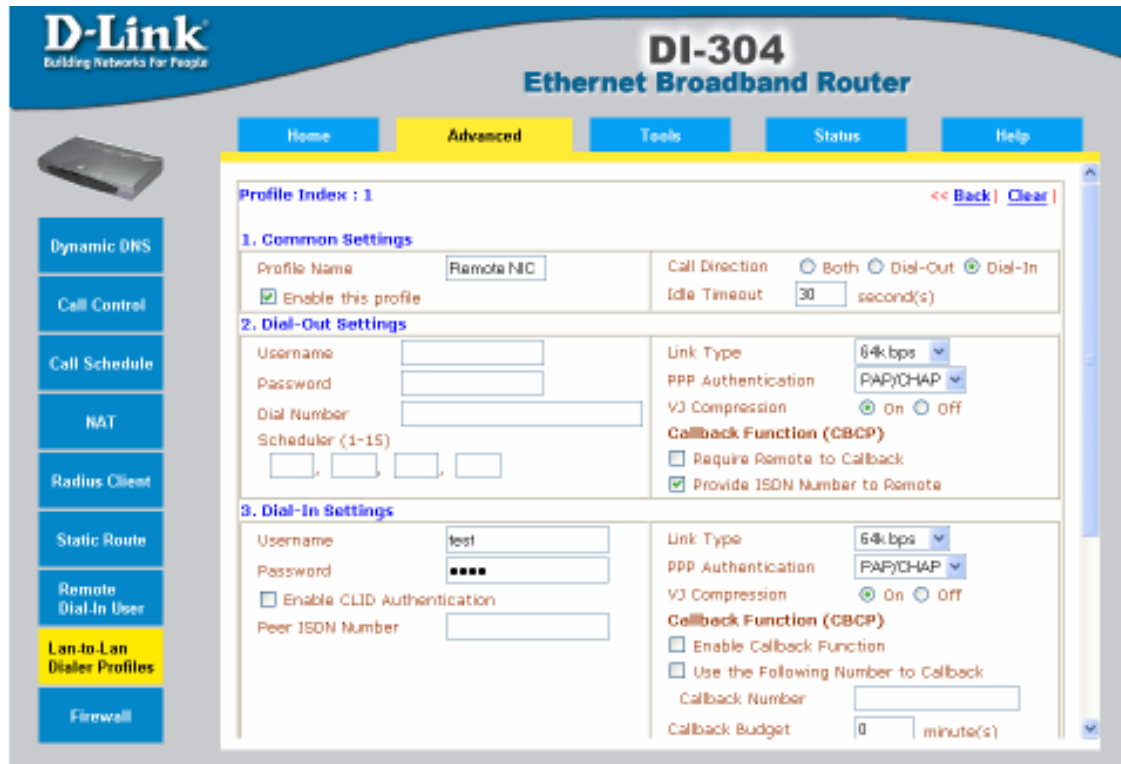 D-Link
Building Networks for People
DI-304
Ethernet Broadband Router
Home Advanced Tools Status Help
Dynamic DNS
Call Control
Call Schedule
NAT
Radius Client
Static Route
Remote
Dial-In User
Lan-to-Lan
Dialer Profiles
Firewall
Profile Index : 1
<< Back | Clear |
1. Common Settings
Profile Name Remote NIC
Enable this profile
Call Direction Both Dial-Out Dial-In
Idle Timeout 30 second(s)
2. Dial-Out Settings
Username
Password
Dial Number
Scheduler (1-15)
, , ,
Link Type 64k bps
PPP Authentication PAP/CHAP
VJ Compression On Off
Callback Function (CBCP)
Require Remote to Callback
Provide ISDN Number to Remote
3. Dial-In Settings
Username test
Password ••••
Enable CLID Authentication
Peer ISDN Number
Link Type 64k bps
PPP Authentication PAP/CHAP
VJ Compression On Off
Callback Function (CBCP)
Enable Callback Function
Use the Following Number to Callback
Callback Number
Callback Budget 0 minute(s)